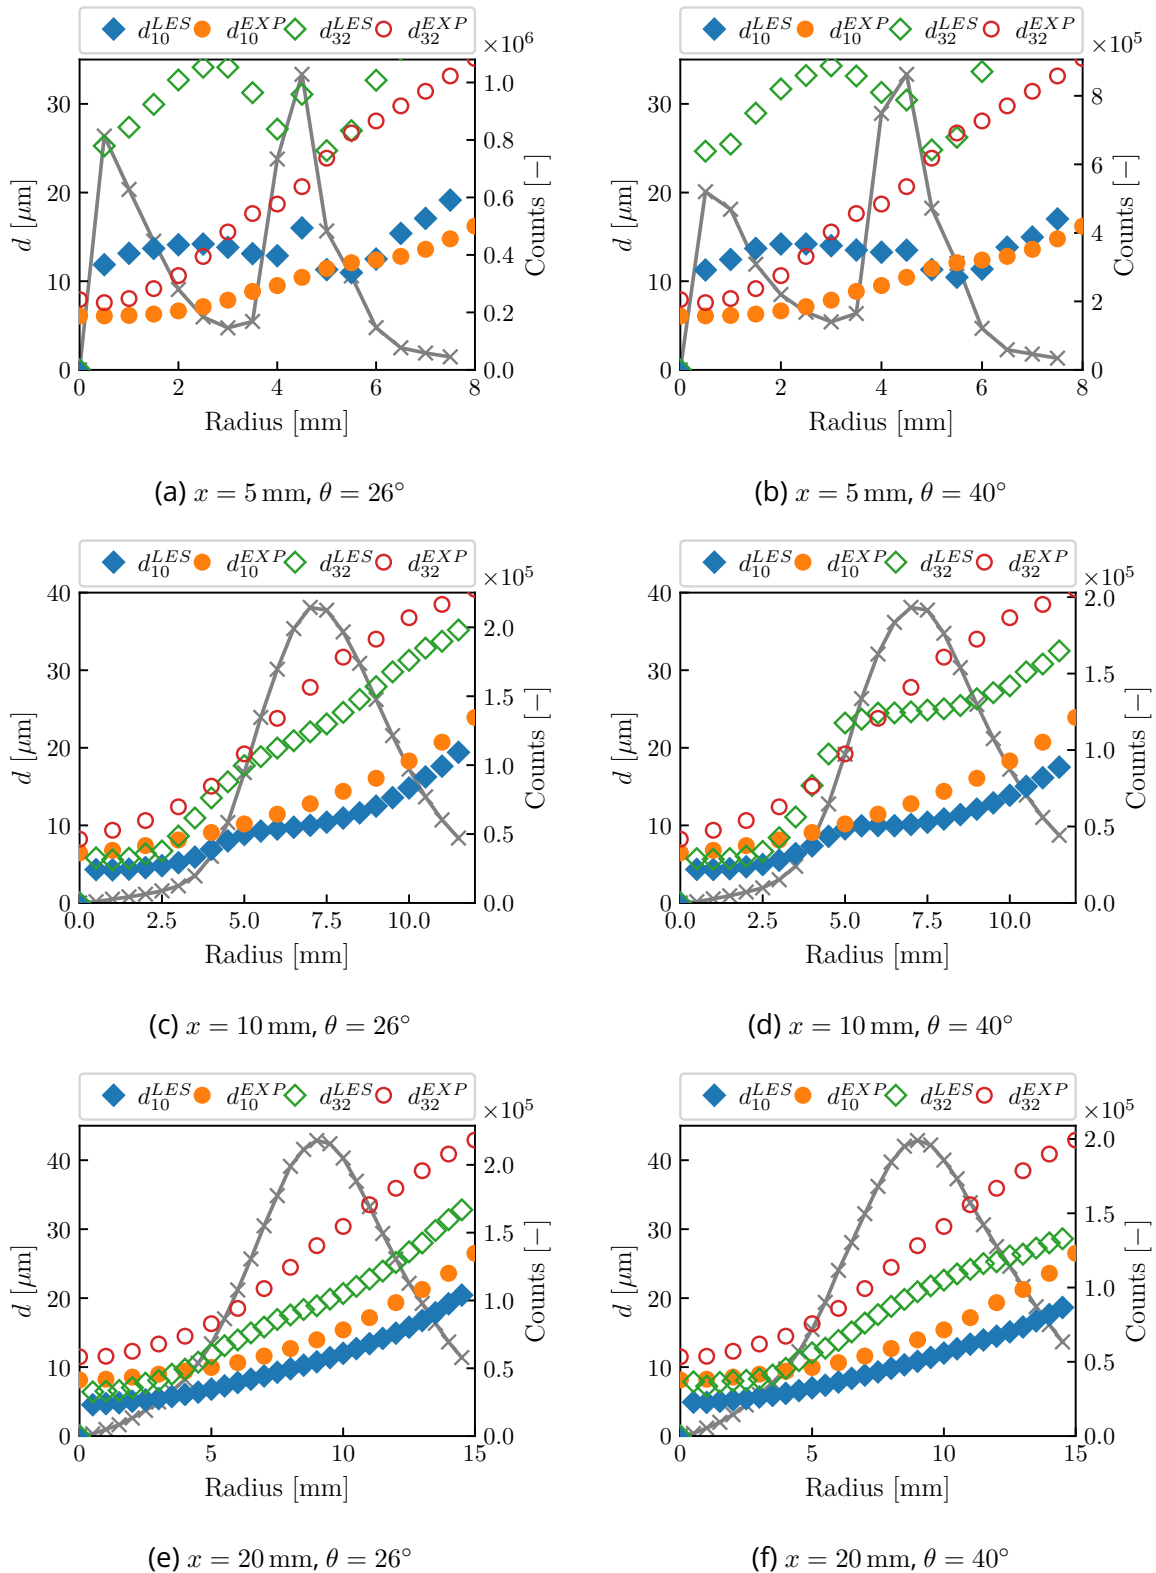 d_{10}^{LES} d_{10}^{EXP} d_{32}^{LES} d_{32}^{EXP}
×10^6
30
20
10
0
d [μm]
0 2 4 6 8
Radius [mm]
1.0
0.8
0.6
0.4
0.2
0.0
Counts [−]
(a) x = 5 mm, θ = 26°
d_{10}^{LES} d_{10}^{EXP} d_{32}^{LES} d_{32}^{EXP}
×10^5
30
20
10
0
d [μm]
0 2 4 6 8
Radius [mm]
8
6
4
2
0
Counts [−]
(b) x = 5 mm, θ = 40°
d_{10}^{LES} d_{10}^{EXP} d_{32}^{LES} d_{32}^{EXP}
×10^5
40
30
20
10
0
d [μm]
0.0 2.5 5.0 7.5 10.0
Radius [mm]
2.0
1.5
1.0
0.5
0.0
Counts [−]
(c) x = 10 mm, θ = 26°
d_{10}^{LES} d_{10}^{EXP} d_{32}^{LES} d_{32}^{EXP}
×10^5
40
30
20
10
0
d [μm]
0.0 2.5 5.0 7.5 10.0
Radius [mm]
2.0
1.5
1.0
0.5
0.0
Counts [−]
(d) x = 10 mm, θ = 40°
d_{10}^{LES} d_{10}^{EXP} d_{32}^{LES} d_{32}^{EXP}
×10^5
40
30
20
10
0
d [μm]
0 5 10 15
Radius [mm]
2.0
1.5
1.0
0.5
0.0
Counts [−]
(e) x = 20 mm, θ = 26°
d_{10}^{LES} d_{10}^{EXP} d_{32}^{LES} d_{32}^{EXP}
×10^5
40
30
20
10
0
d [μm]
0 5 10 15
Radius [mm]
2.0
1.5
1.0
0.5
0.0
Counts [−]
(f) x = 20 mm, θ = 40°